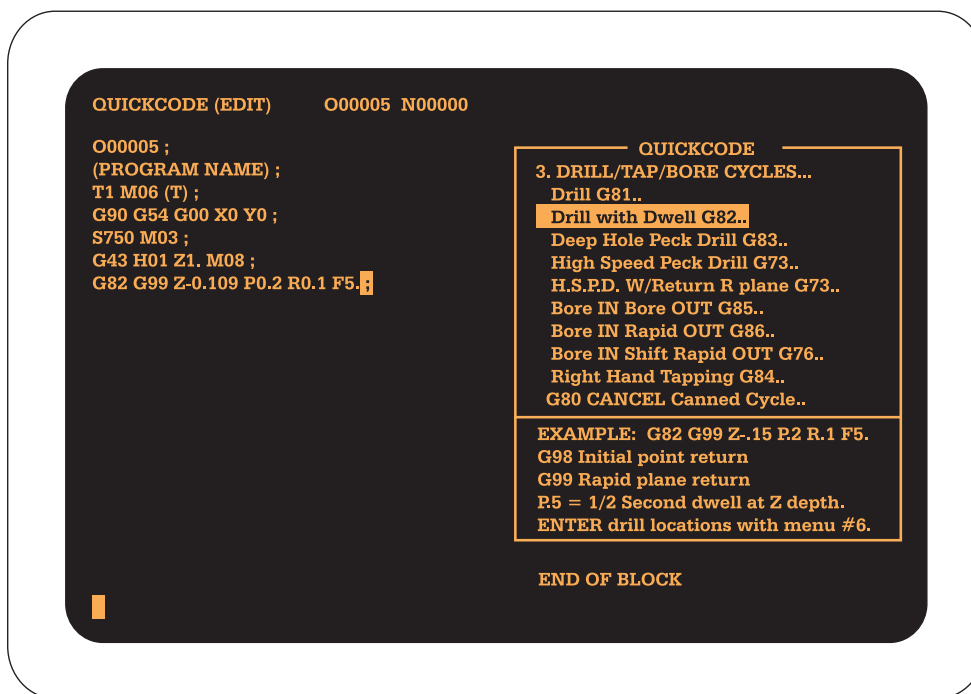 QUICKCODE (EDIT) O00005 N00000
O00005 ;
(PROGRAM NAME) ;
T1 M06 (T) ;
G90 G54 G00 X0 Y0 ;
S750 M03 ;
G43 H01 Z1. M08 ;
G82 G99 Z-0.109 P0.2 R0.1 F5. ;
QUICKCODE
3. DRILL/TAP/BORE CYCLES...
Drill G81..
Drill with Dwell G82..
Deep Hole Peck Drill G83..
High Speed Peck Drill G73..
H.S.P.D. W/Return R plane G73..
Bore IN Bore OUT G85..
Bore IN Rapid OUT G86..
Bore IN Shift Rapid OUT G76..
Right Hand Tapping G84..
G80 CANCEL Canned Cycle..
EXAMPLE: G82 G99 Z-.15 P.2 R.1 F5.
G98 Initial point return
G99 Rapid plane return
P.5 = 1/2 Second dwell at Z depth.
ENTER drill locations with menu #6.
END OF BLOCK